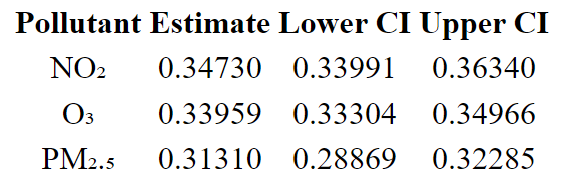 Pollutant Estimate Lower CI Upper CI
NO₂ 0.34730 0.33991 0.36340
O₃ 0.33959 0.33304 0.34966
PM₂.₅ 0.31310 0.28869 0.32285